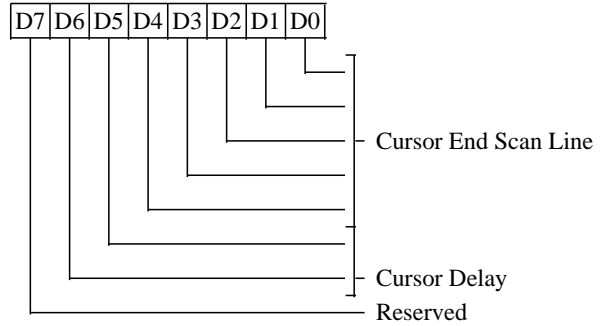 D7 D6 D5 D4 D3 D2 D1 D0
Cursor End Scan Line
Cursor Delay
Reserved